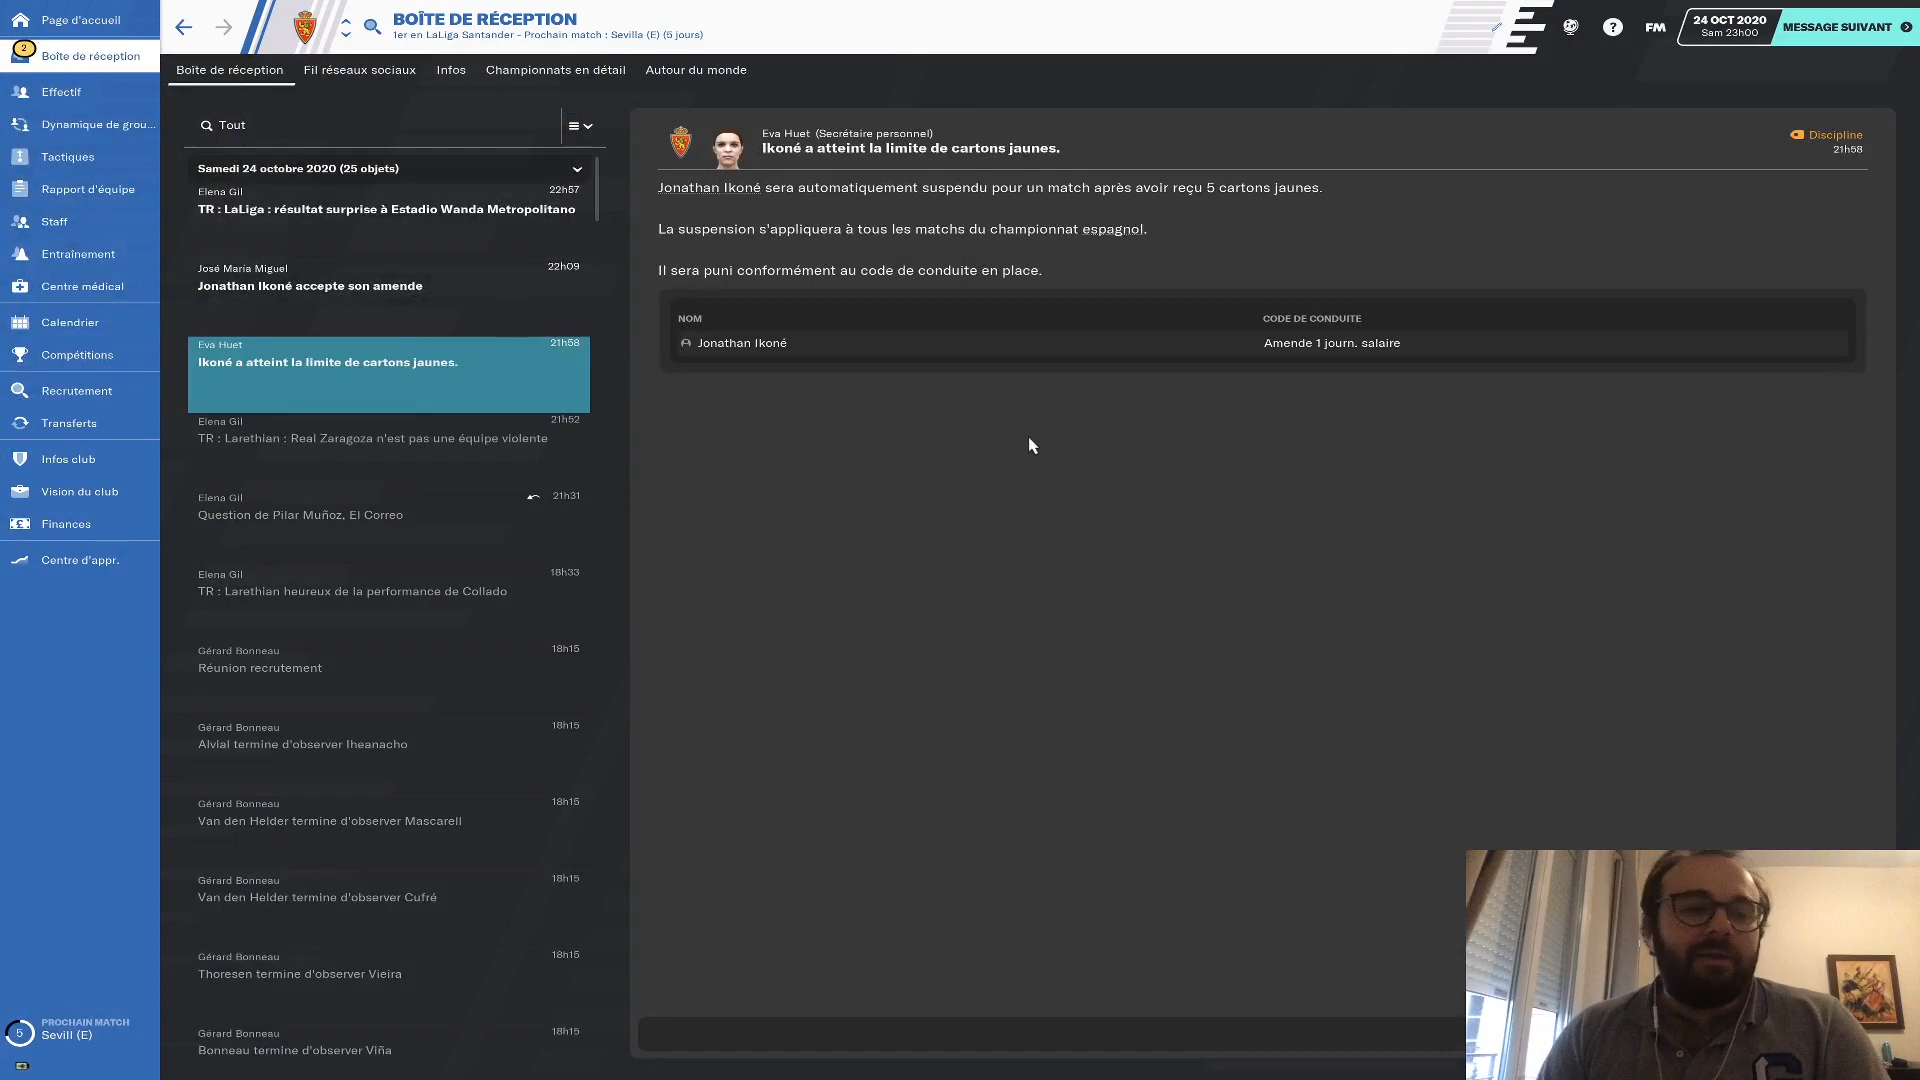 Page d'accueil
2
Boîte de réception
Effectif
Dynamique de grou...
Tactiques
Rapport d'équipe
Staff
Entraînement
Centre médical
Calendrier
Compétitions
Recrutement
Transferts
Infos club
Vision du club
Finances
Centre d'appr.
5
PROCHAIN MATCH
Sevill (E)
BOÎTE DE RÉCEPTION
1er en LaLiga Santander - Prochain match : Sevilla (E) (5 jours)
?
FM
24 OCT 2020
Sam 23h00
MESSAGE SUIVANT
Boîte de réception
Fil réseaux sociaux
Infos
Championnats en détail
Autour du monde
Tout
Samedi 24 octobre 2020 (25 objets)
Elena Gil
22h57
TR : LaLiga : résultat surprise à Estadio Wanda Metropolitano
José María Miguel
22h09
Jonathan Ikoné accepte son amende
Eva Huet
21h58
Ikoné a atteint la limite de cartons jaunes.
Elena Gil
21h52
TR : Larethian : Real Zaragoza n'est pas une équipe violente
Elena Gil
21h31
Question de Pilar Muñoz, El Correo
Elena Gil
18h33
TR : Larethian heureux de la performance de Collado
Gérard Bonneau
18h15
Réunion recrutement
Gérard Bonneau
18h15
Alvial termine d'observer Iheanacho
Gérard Bonneau
18h15
Van den Helder termine d'observer Mascarell
Gérard Bonneau
18h15
Van den Helder termine d'observer Cufré
Gérard Bonneau
18h15
Thoresen termine d'observer Vieira
Gérard Bonneau
18h15
Bonneau termine d'observer Viña
Eva Huet (Secrétaire personnel)
Ikoné a atteint la limite de cartons jaunes.
Discipline
21h58
Jonathan Ikoné sera automatiquement suspendu pour un match après avoir reçu 5 cartons jaunes.
La suspension s'appliquera à tous les matchs du championnat espagnol.
Il sera puni conformément au code de conduite en place.
NOM
CODE DE CONDUITE
Jonathan Ikoné
Amende 1 journ. salaire